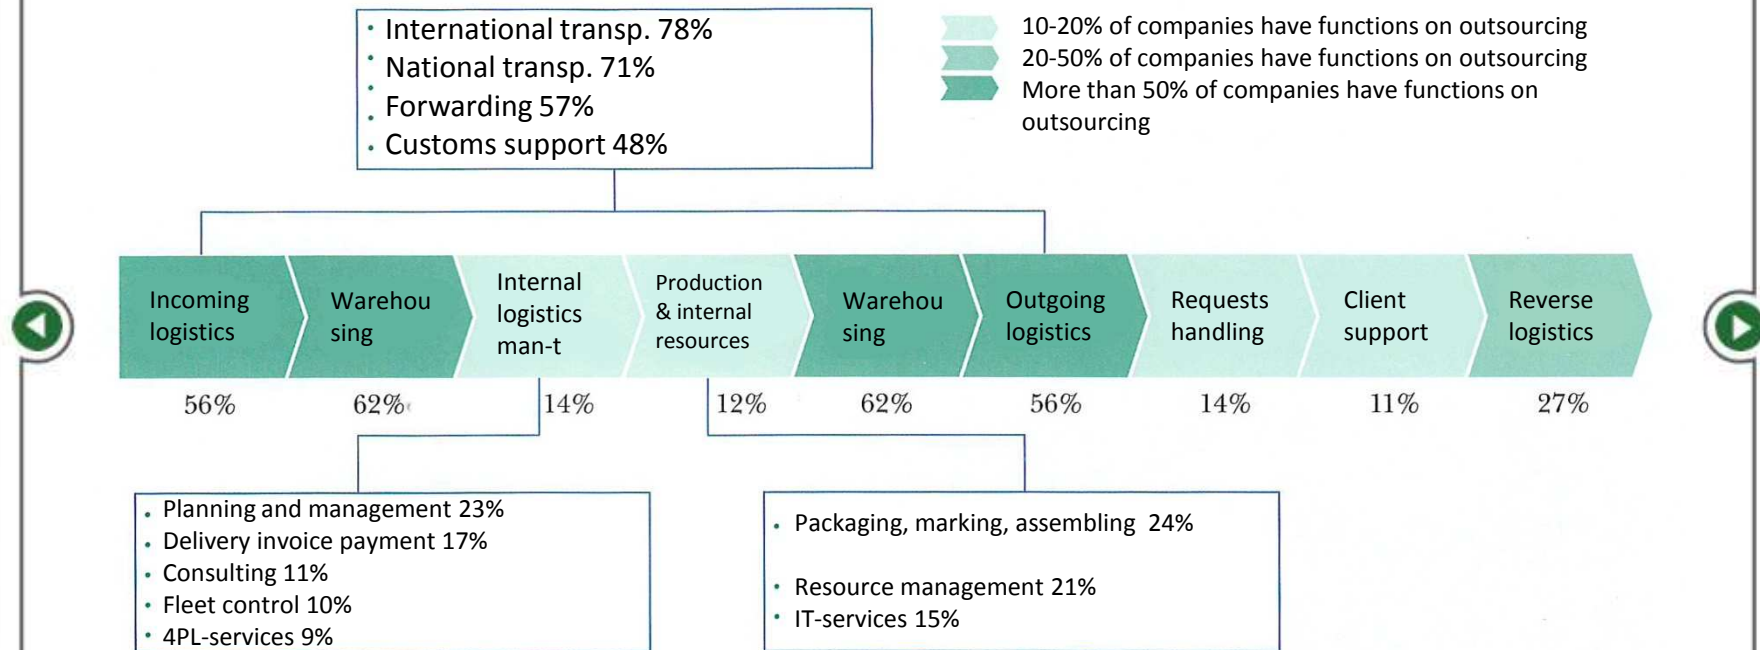 International transp. 78%
National transp. 71%
Forwarding 57%
Customs support 48%
10-20% of companies have functions on outsourcing
20-50% of companies have functions on outsourcing
More than 50% of companies have functions on
outsourcing
Incoming
logistics
Warehou
sing
Internal
logistics
man-t
Production
& internal
resources
Warehou
sing
Outgoing
logistics
Requests
handling
Client
support
Reverse
logistics
56%
62%
14%
12%
62%
56%
14%
11%
27%
Planning and management 23%
Delivery invoice payment 17%
Consulting 11%
Fleet control 10%
4PL-services 9%
Packaging, marking, assembling 24%
Resource management 21%
IT-services 15%